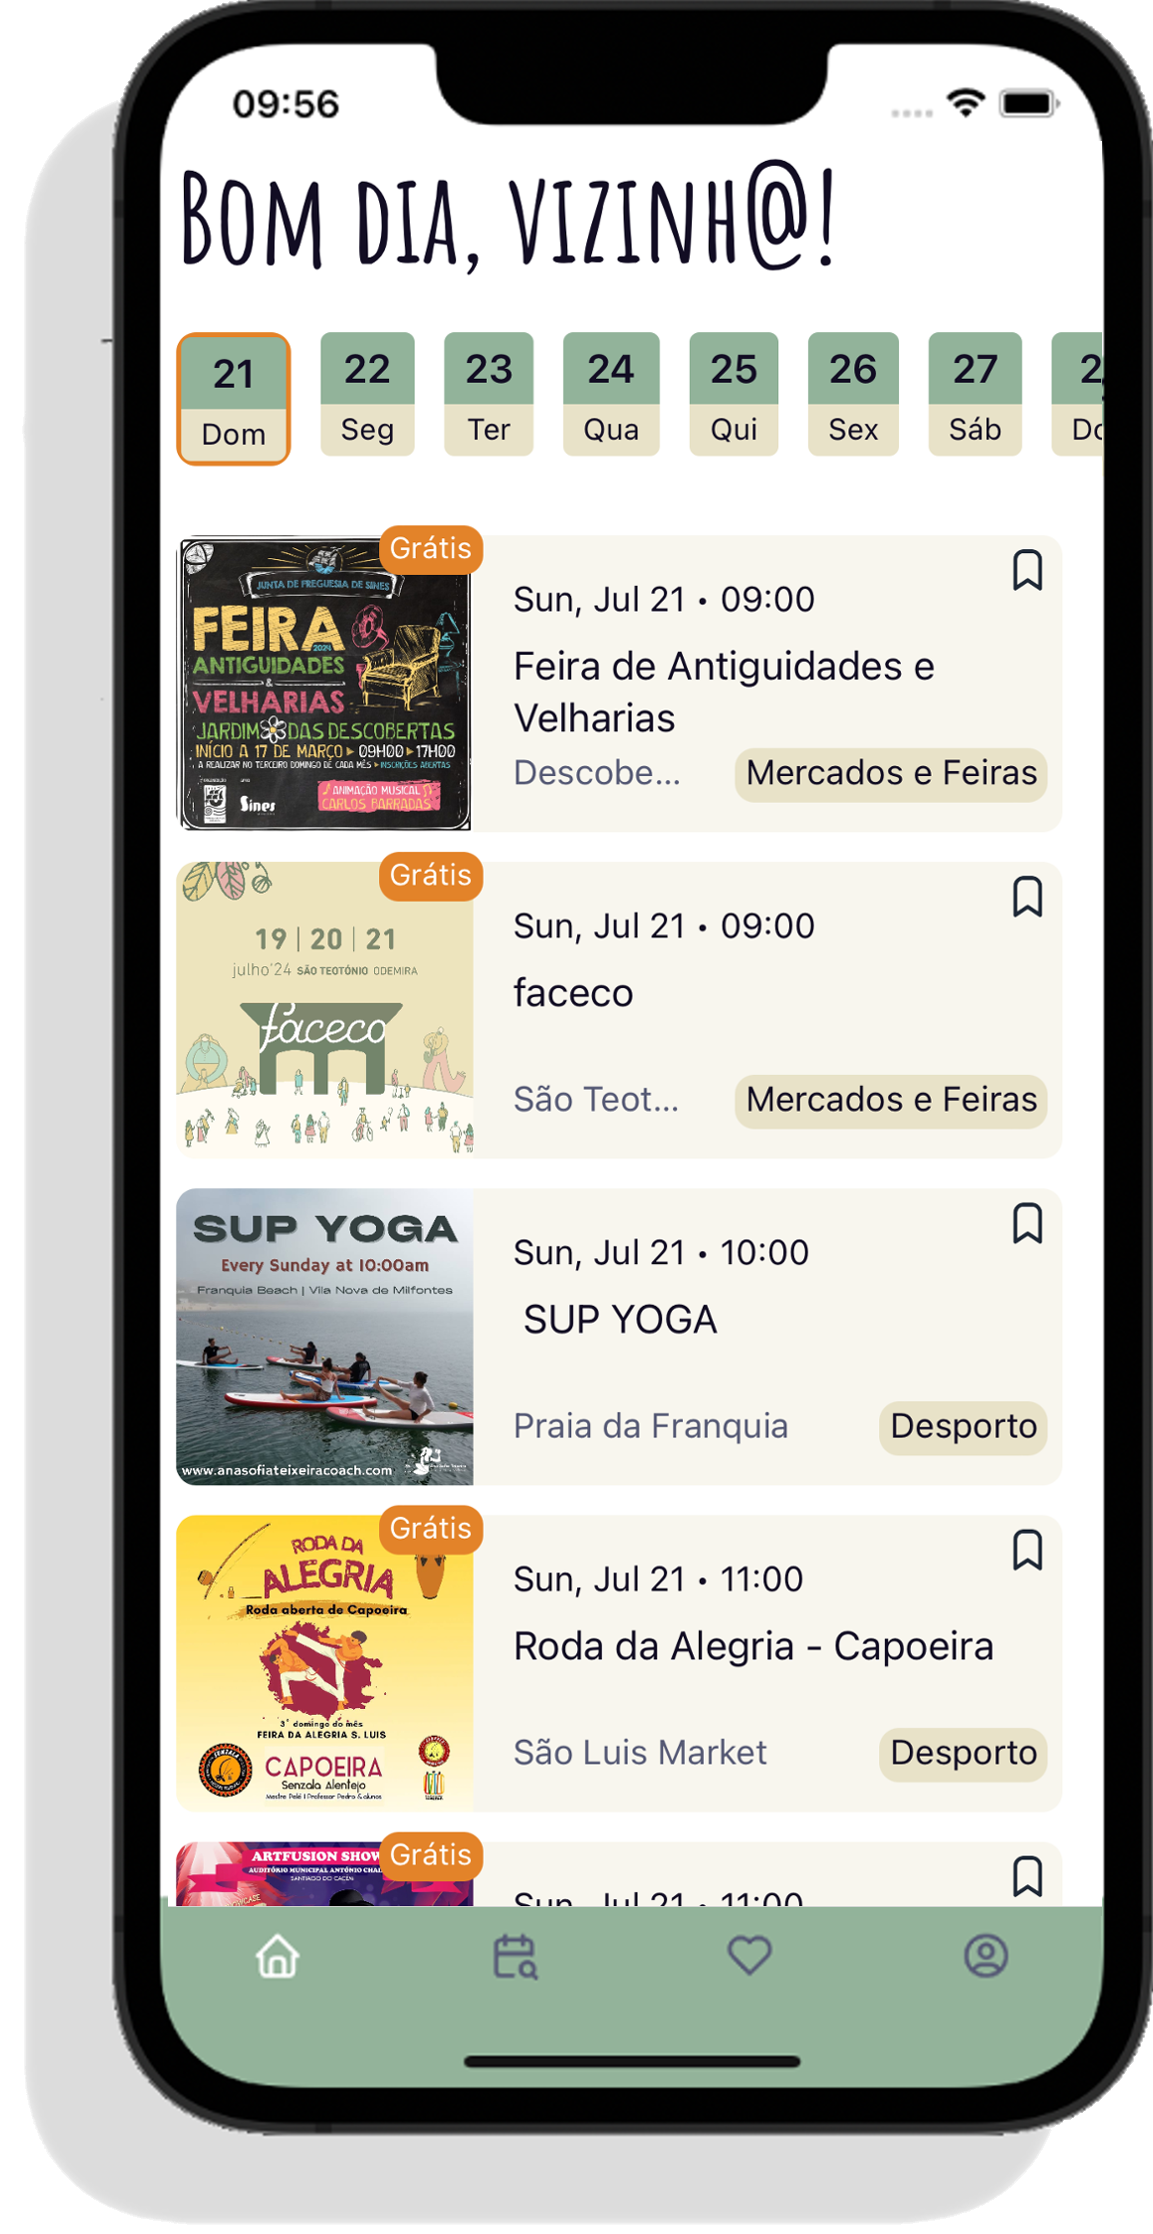 09:56
Bom dia, vizinh@!
21 22 23 24 25 26 27
Dom Seg Ter Qua Qui Sex Sáb
Grátis
JUNTA DE FREGUESIA DE SINES
FEIRA
2024
ANTIGUIDADES
&
VELHARIAS
JARDIM DAS DESCOBERTAS
INÍCIO A 17 DE MARÇO ▸ 09H00 ▸ 17H00
A REALIZAR NO TERCEIRO DOMINGO DE CADA MÊS ▸ INSCRIÇÕES ABERTAS
Sines
ANIMAÇÃO MUSICAL
CARLOS BARRADAS
Sun, Jul 21 • 09:00
Feira de Antiguidades e
Velharias
Descobe...
Mercados e Feiras
Grátis
19 | 20 | 21
julho'24 SÃO TEOTÓNIO ODEMIRA
faceco
Sun, Jul 21 • 09:00
faceco
São Teot...
Mercados e Feiras
SUP YOGA
Every Sunday at 10:00am
Franquia Beach | Vila Nova de Milfontes
www.anasofiateixeiracoach.com
Sun, Jul 21 • 10:00
SUP YOGA
Praia da Franquia
Desporto
Grátis
RODA DA
ALEGRIA
Roda aberta de Capoeira
3º domingo do mês
FEIRA DA ALEGRIA S. LUIS
CAPOEIRA
Senzala Alentejo
Mestre Pelé | Professor Pedro & alunos
Sun, Jul 21 • 11:00
Roda da Alegria - Capoeira
São Luis Market
Desporto
Grátis
ARTFUSION SHOW
AUDITÓRIO MUNICIPAL ANTÓNIO
SANTIAGO DO CACÉM
Sun, Jul 21 • 11:00